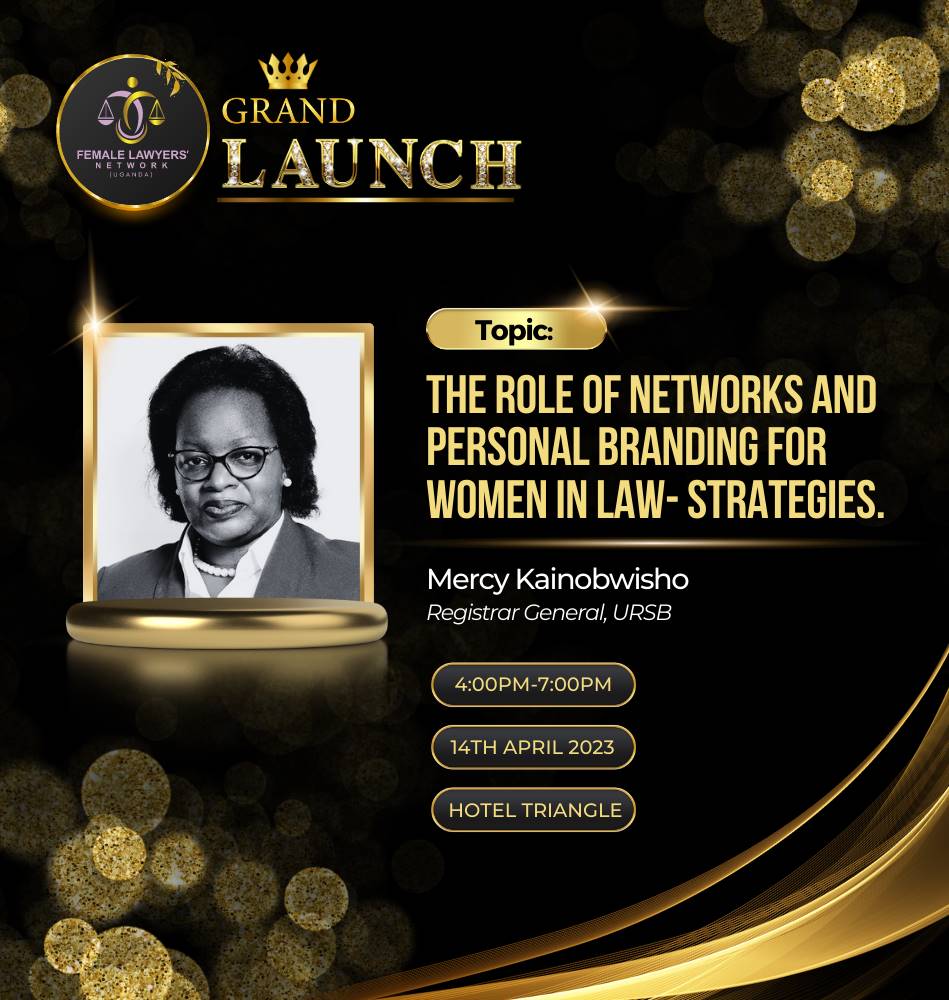 FEMALE LAWYERS'
NETWORK
(UGANDA)
GRAND
LAUNCH
Topic:
THE ROLE OF NETWORKS AND
PERSONAL BRANDING FOR
WOMEN IN LAW- STRATEGIES.
Mercy Kainobwisho
Registrar General, URSB
4:00PM-7:00PM
14TH APRIL 2023
HOTEL TRIANGLE